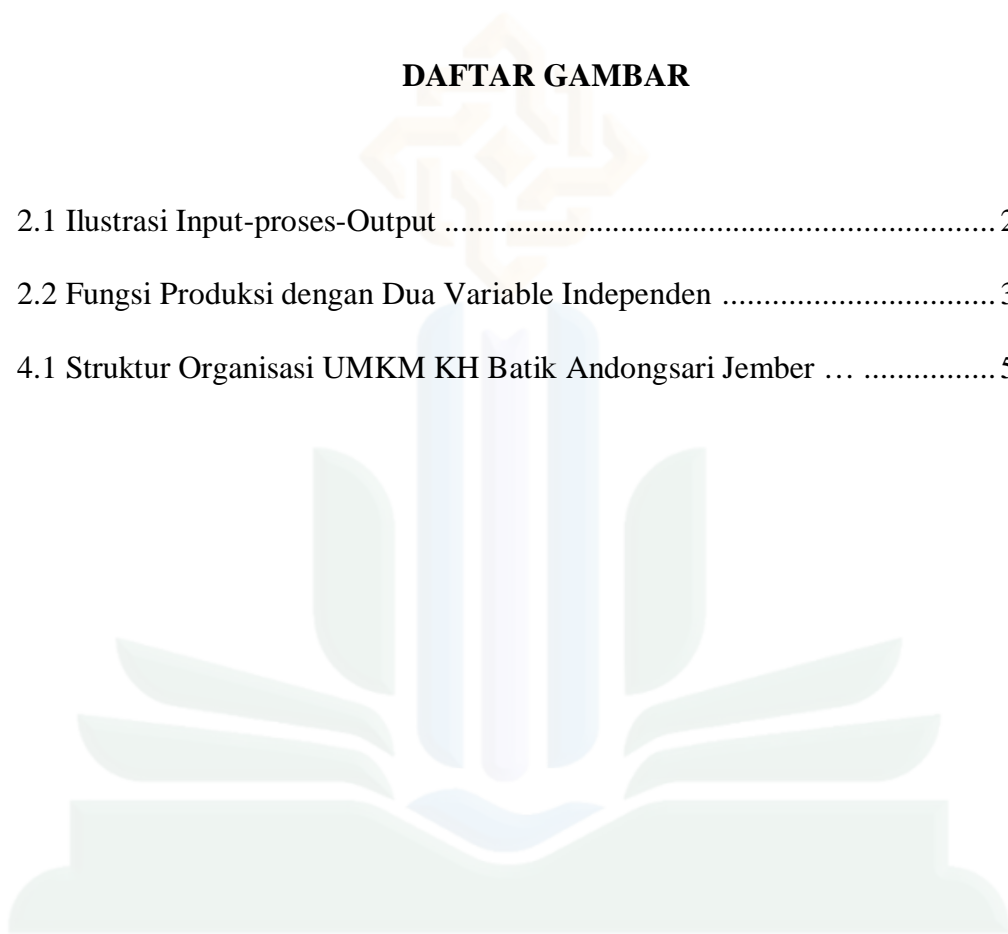 DAFTAR GAMBAR
2.1 Ilustrasi Input-proses-Output ..................................................................
2.2 Fungsi Produksi dengan Dua Variable Independen .................................
4.1 Struktur Organisasi UMKM KH Batik Andongsari Jember … ................